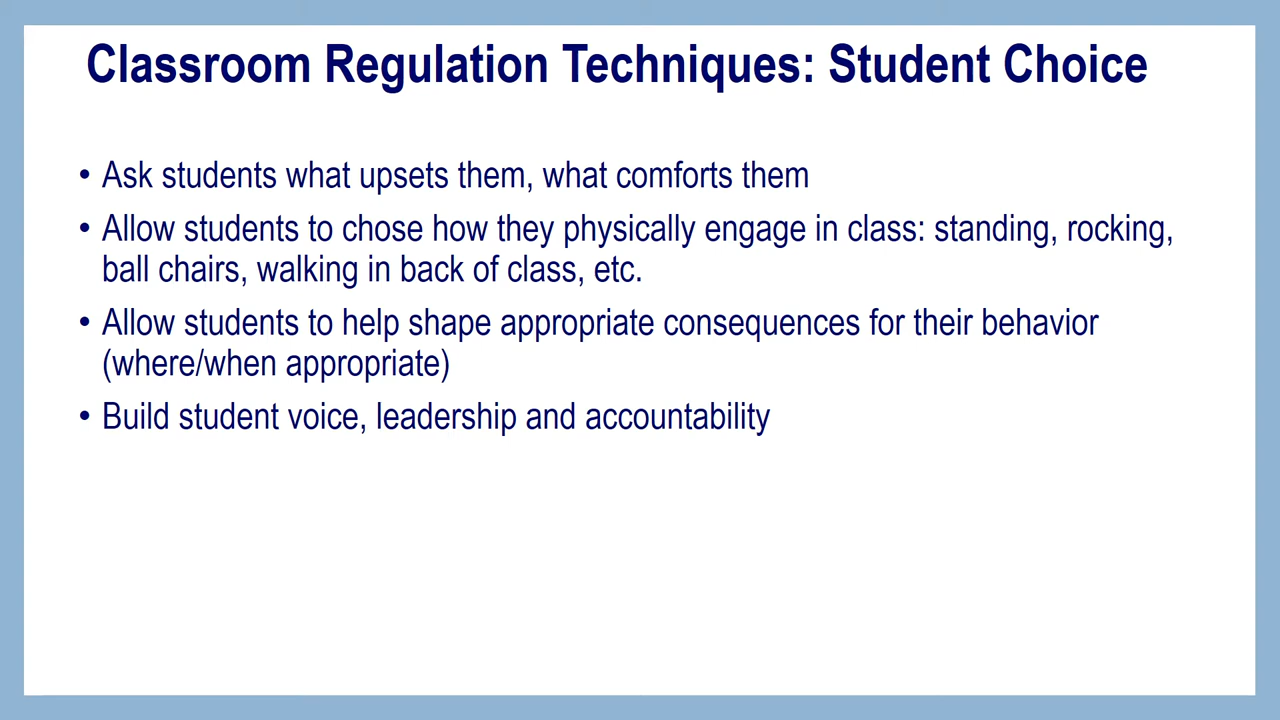 Classroom Regulation Techniques: Student Choice
• Ask students what upsets them, what comforts them
• Allow students to chose how they physically engage in class: standing, rocking,
ball chairs, walking in back of class, etc.
• Allow students to help shape appropriate consequences for their behavior
(where/when appropriate)
• Build student voice, leadership and accountability